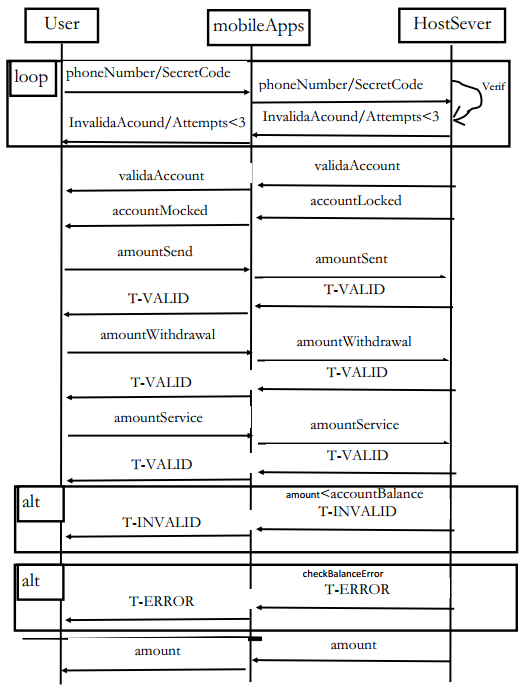 User mobileApps HostSever
loop
phoneNumber/SecretCode
phoneNumber/SecretCode
Verif
InvalidaAcound/Attempts<3
InvalidaAcound/Attempts<3
validaAccount
validaAccount
accountLocked
accountMocked
amountSend
amountSent
T-VALID
T-VALID
amountWithdrawal
amountWithdrawal
T-VALID
T-VALID
amountService
amountService
T-VALID
T-VALID
alt
amount<accountBalance
T-INVALID
T-INVALID
alt
checkBalanceError
T-ERROR
T-ERROR
amount
amount